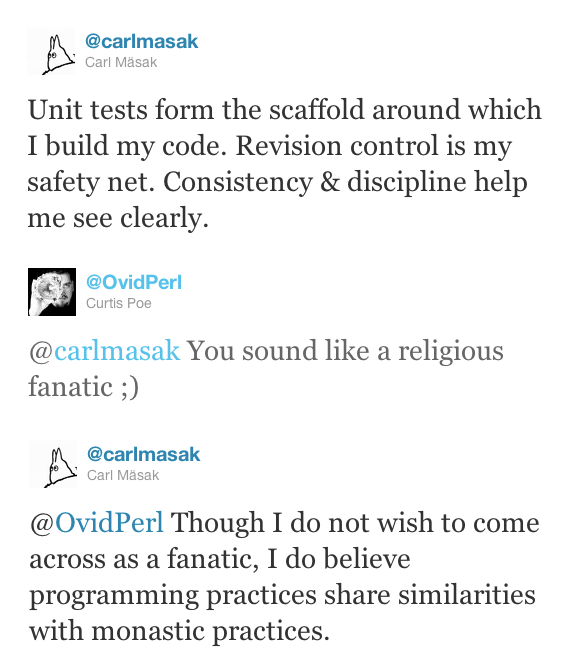 @carlmasak
Carl Mäsak
Unit tests form the scaffold around which
I build my code. Revision control is my
safety net. Consistency & discipline help
me see clearly.
@OvidPerl
Curtis Poe
@carlmasak You sound like a religious
fanatic ;)
@carlmasak
Carl Mäsak
@OvidPerl Though I do not wish to come
across as a fanatic, I do believe
programming practices share similarities
with monastic practices.